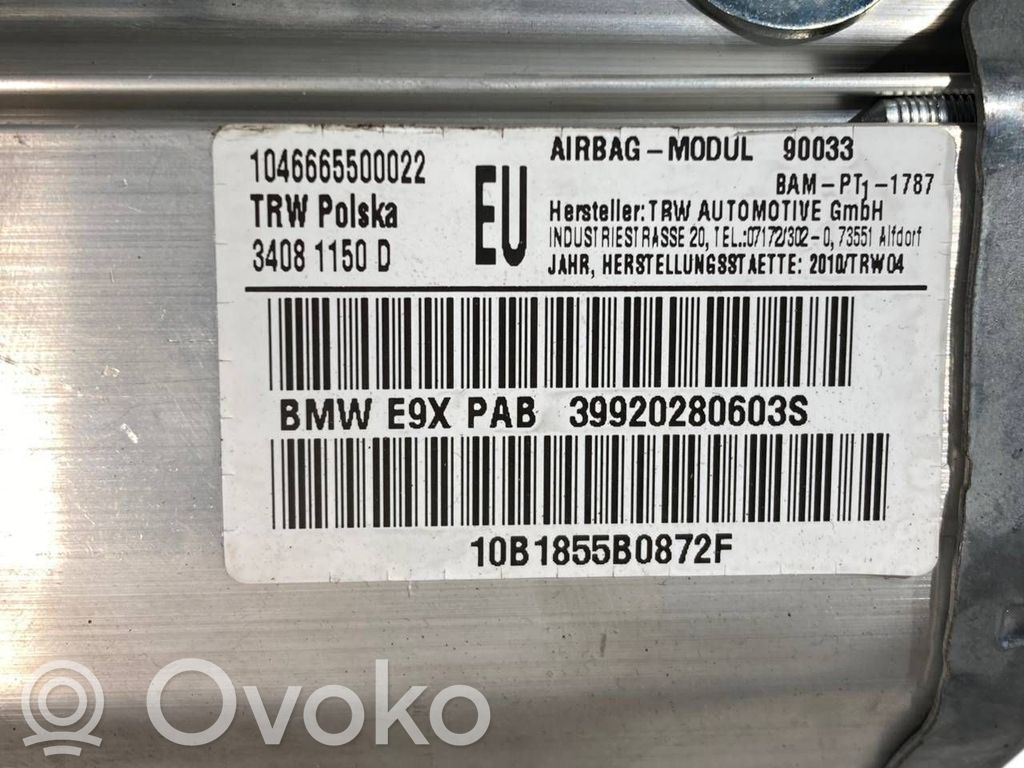 1046665500022
TRW Polska
3408 1150 D
EU
AIRBAG-MODUL 90033
BAM-PT1-1787
Hersteller: TRW AUTOMOTIVE GmbH
INDUSTRIESTRASSE 20, TEL.:07172/302-0, 73551 Alfdorf
JAHR, HERSTELLUNGSSTAETTE: 2010/TRW04
BMW E9X PAB 39920280603S
10B1855B0872F
Ovoko